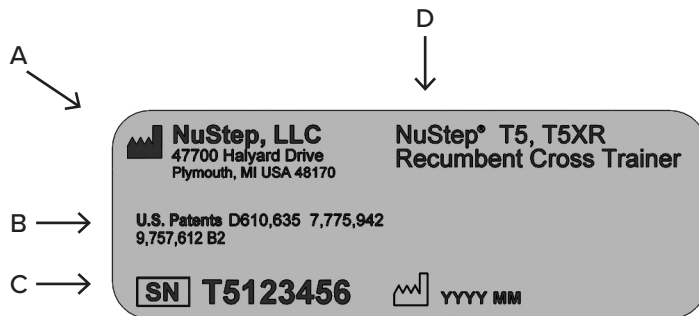 D
A
NuStep, LLC
47700 Halyard Drive
Plymouth, MI USA 48170
NuStep® T5, T5XR
Recumbent Cross Trainer
B
U.S. Patents D610,635 7,775,942
9,757,612 B2
C
SN T5123456
YYYY MM